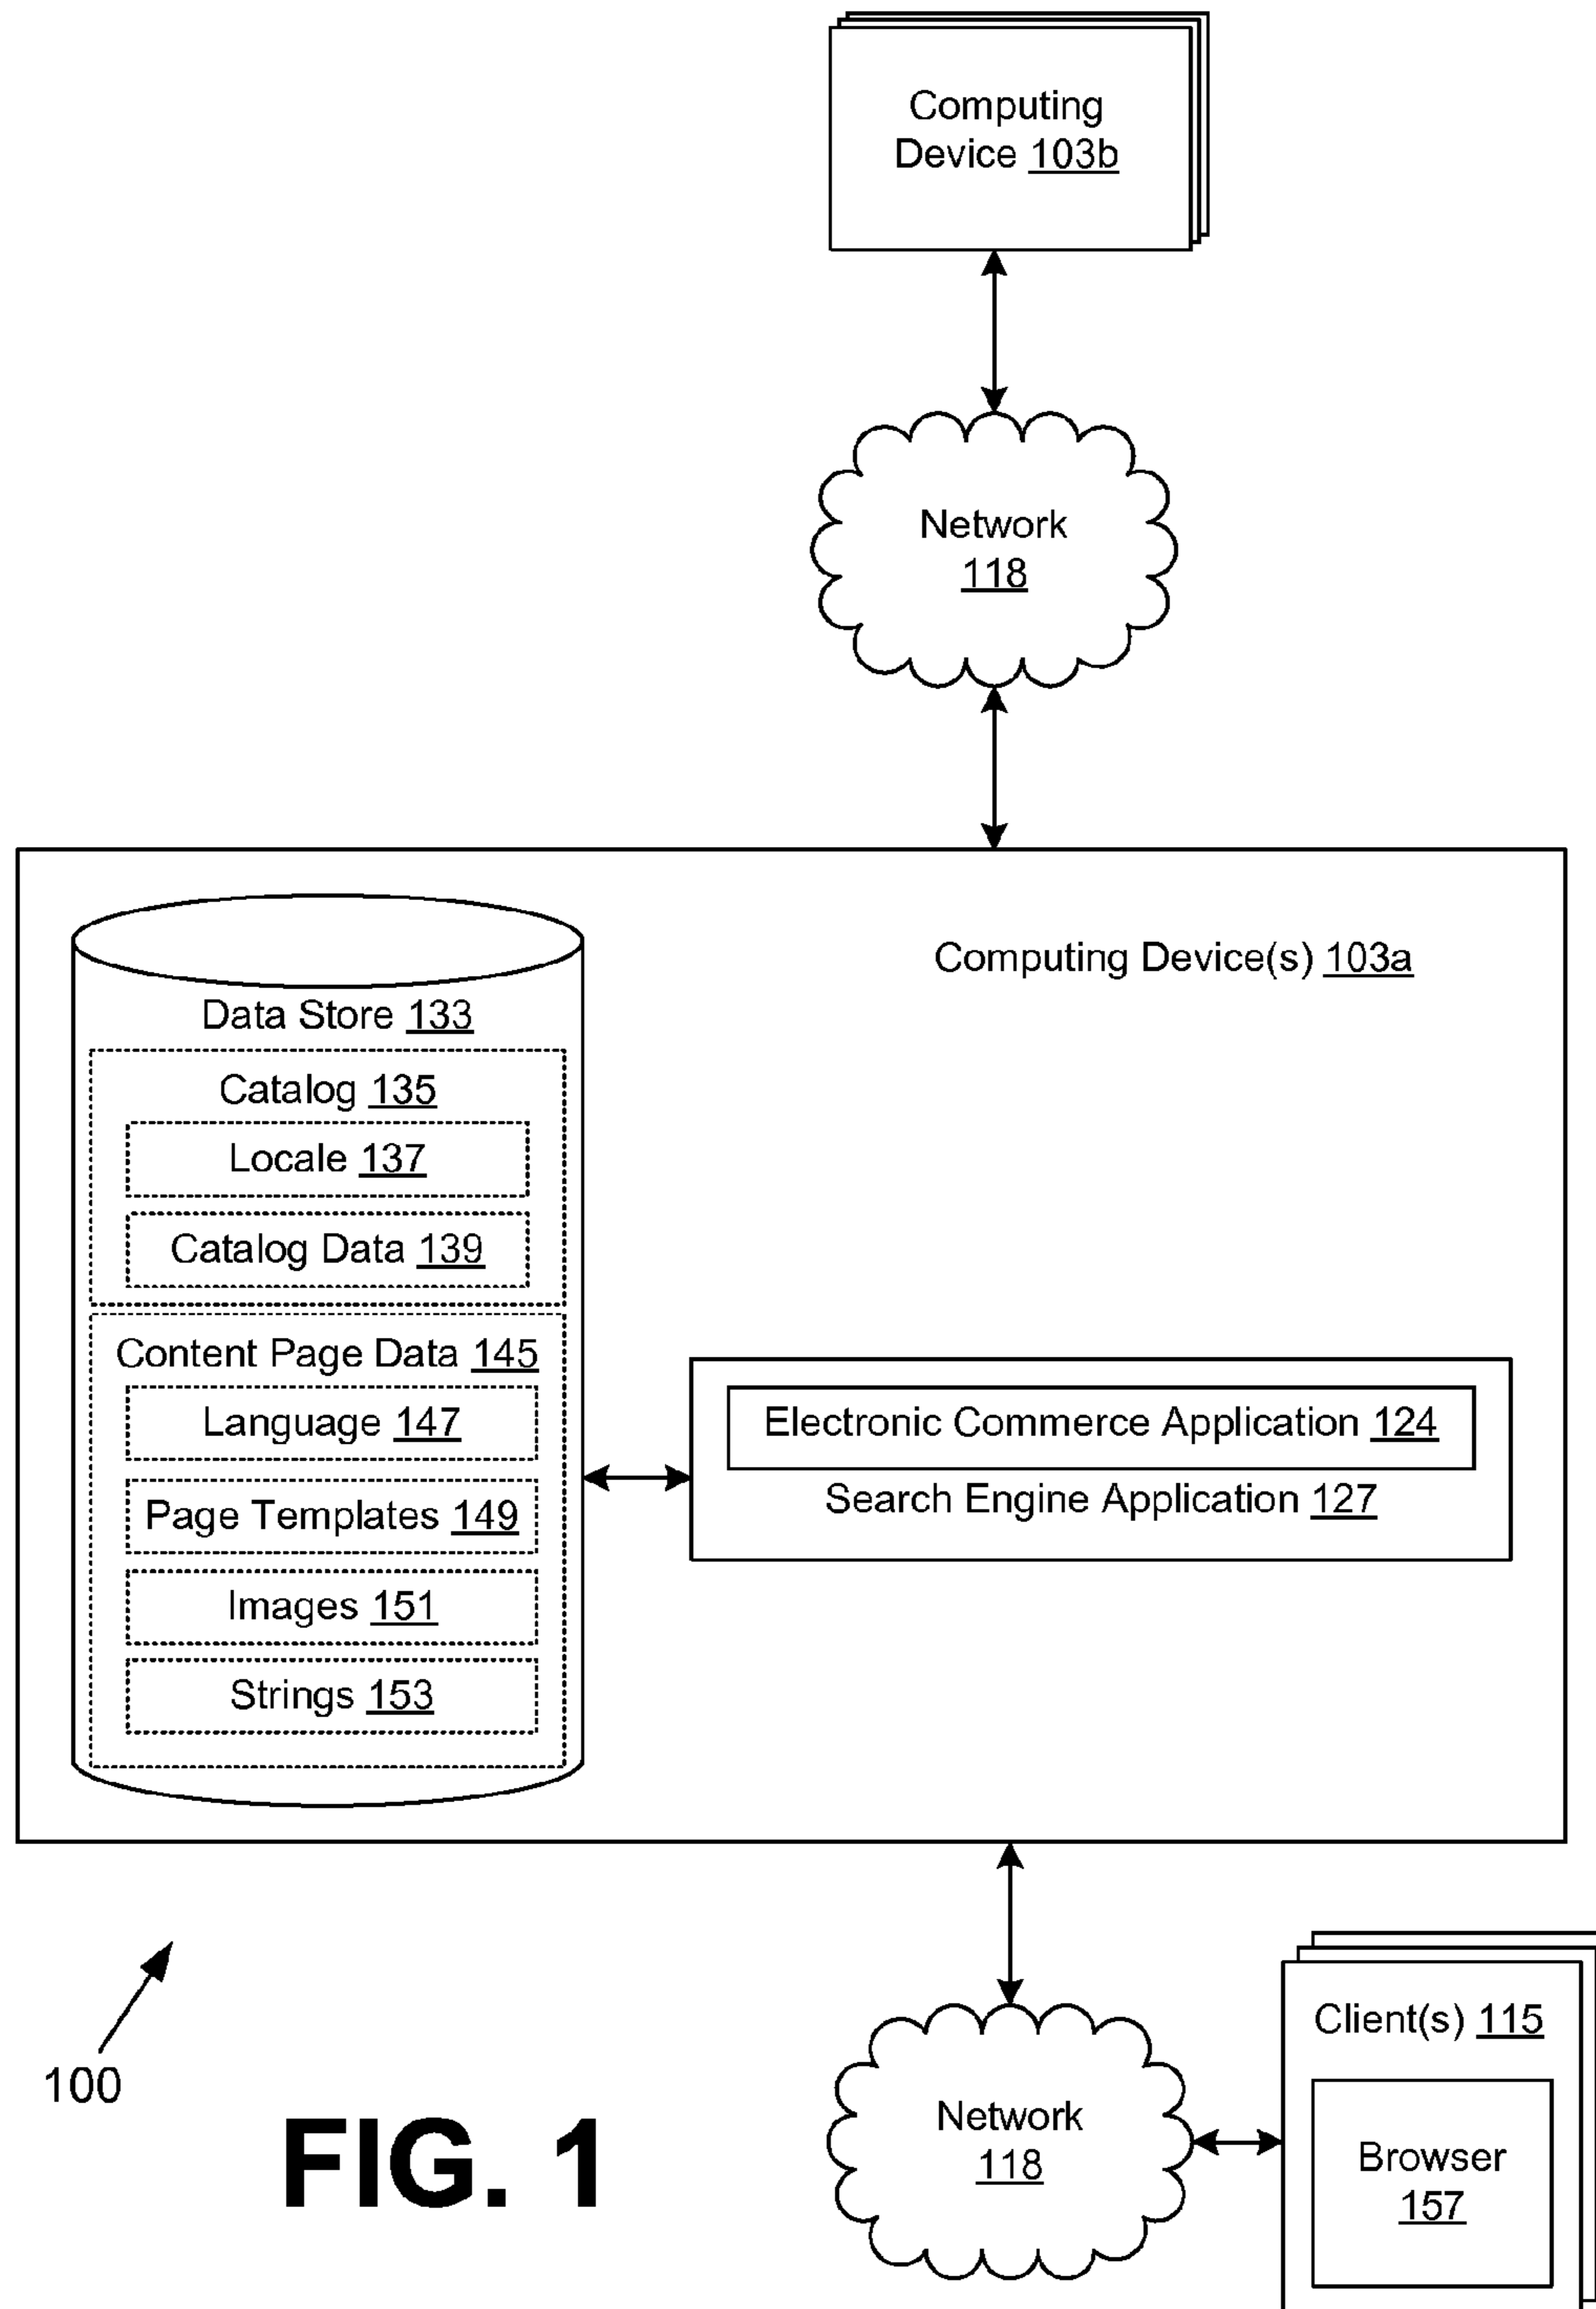 Computing
Device 103b
Network
118
Computing Device(s) 103a
Data Store 133
Catalog 135
Locale 137
Catalog Data 139
Content Page Data 145
Language 147
Page Templates 149
Images 151
Strings 153
Electronic Commerce Application 124
Search Engine Application 127
Client(s) 115
Browser
157
Network
118
100
FIG. 1